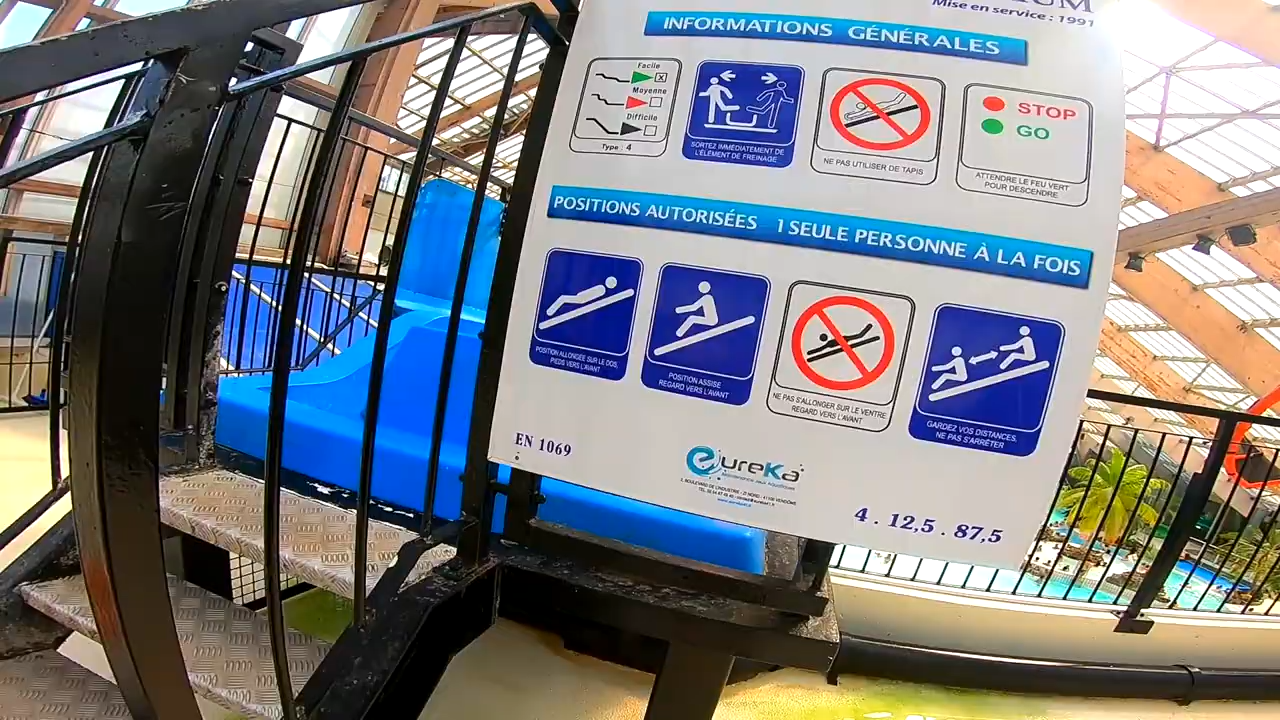 Mise en service : 1991
INFORMATIONS GÉNÉRALES
Facile
Moyenne
Difficile
Type : 4
SORTEZ IMMÉDIATEMENT DE
L'ÉLEMENT DE FREINAGE
NE PAS UTILISER DE TAPIS
STOP
GO
ATTENDRE LE FEU VERT
POUR DESCENDRE
POSITIONS AUTORISÉES 1 SEULE PERSONNE À LA FOIS
POSITION ALLONGÉE SUR LE DOS,
PIEDS VERS L'AVANT
POSITION ASSISE
REGARD VERS L'AVANT
NE PAS S'ALLONGER SUR LE VENTRE
REGARD VERS L'AVANT
GARDEZ VOS DISTANCES,
NE PAS S'ARRÊTER
EN 1069
eureka
4 . 12,5 . 87,5